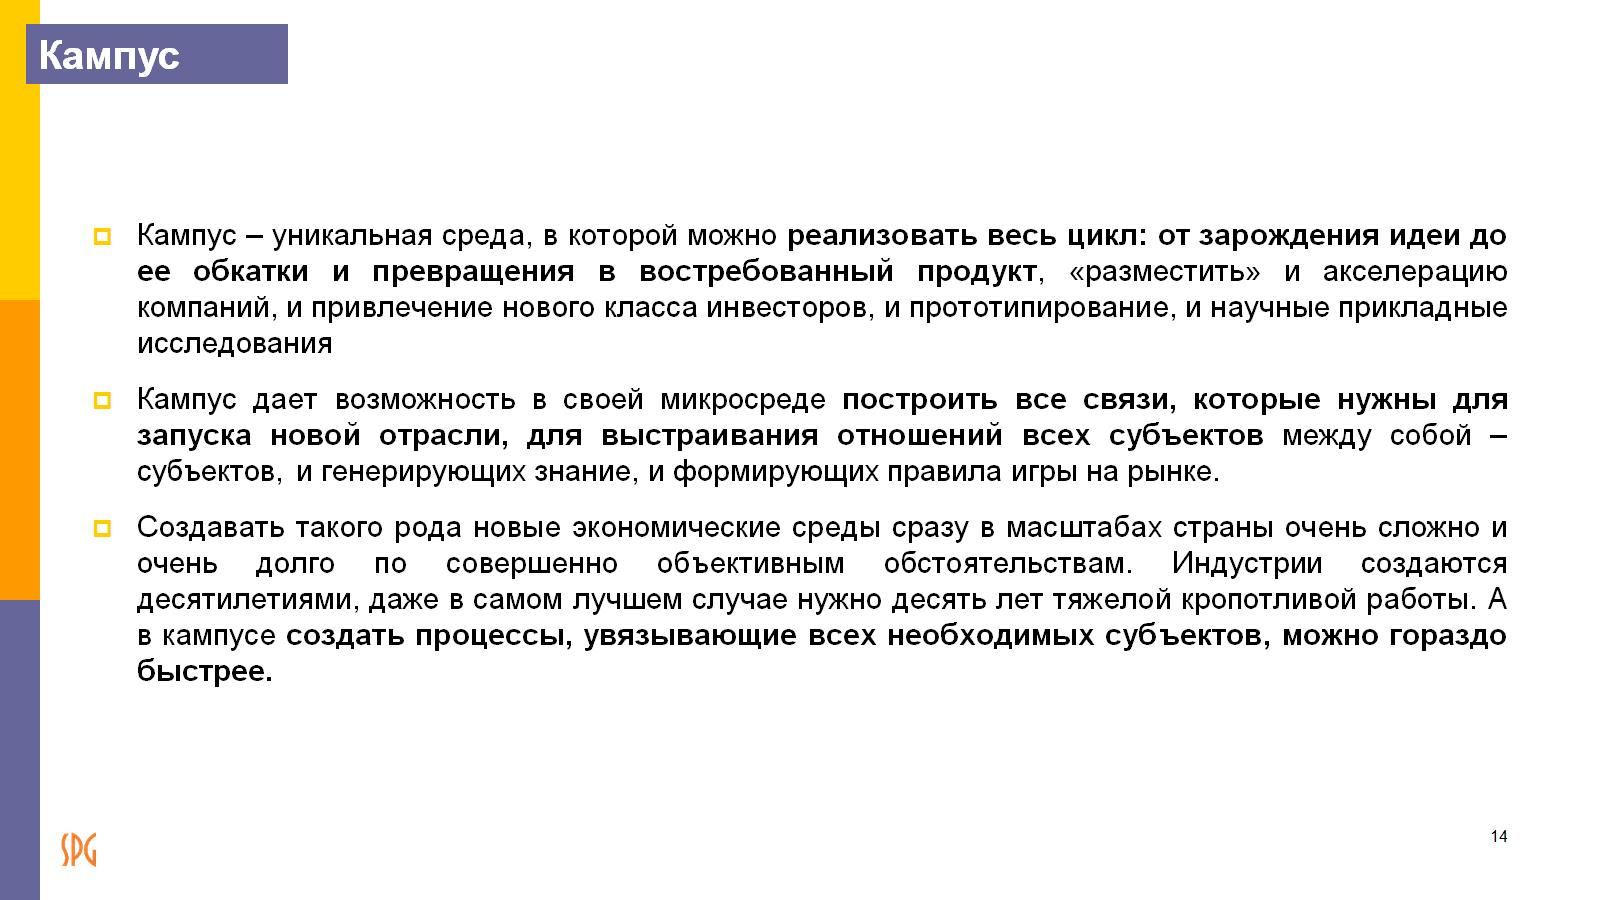 Кампус
Кампус – уникальная среда, в которой можно реализовать весь цикл: от зарождения идеи до
ее обкатки и превращения в востребованный продукт, «разместить» и акселерацию
компаний, и привлечение нового класса инвесторов, и прототипирование, и научные прикладные
исследования
Кампус дает возможность в своей микросреде построить все связи, которые нужны для
запуска новой отрасли, для выстраивания отношений всех субъектов между собой –
субъектов, и генерирующих знание, и формирующих правила игры на рынке.
Создавать такого рода новые экономические среды сразу в масштабах страны очень сложно и
очень долго по совершенно объективным обстоятельствам. Индустрии создаются
десятилетиями, даже в самом лучшем случае нужно десять лет тяжелой кропотливой работы. А
в кампусе создать процессы, увязывающие всех необходимых субъектов, можно гораздо
быстрее.
SPG
14